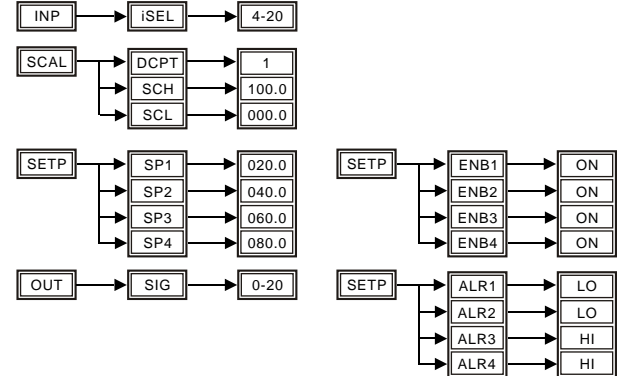 INP iSEL 4-20
SCAL DCPT 1
SCH 100.0
SCL 000.0
SETP SP1 020.0
SP2 040.0
SP3 060.0
SP4 080.0
SETP ENB1 ON
ENB2 ON
ENB3 ON
ENB4 ON
OUT SIG 0-20
SETP ALR1 LO
ALR2 LO
ALR3 HI
ALR4 HI